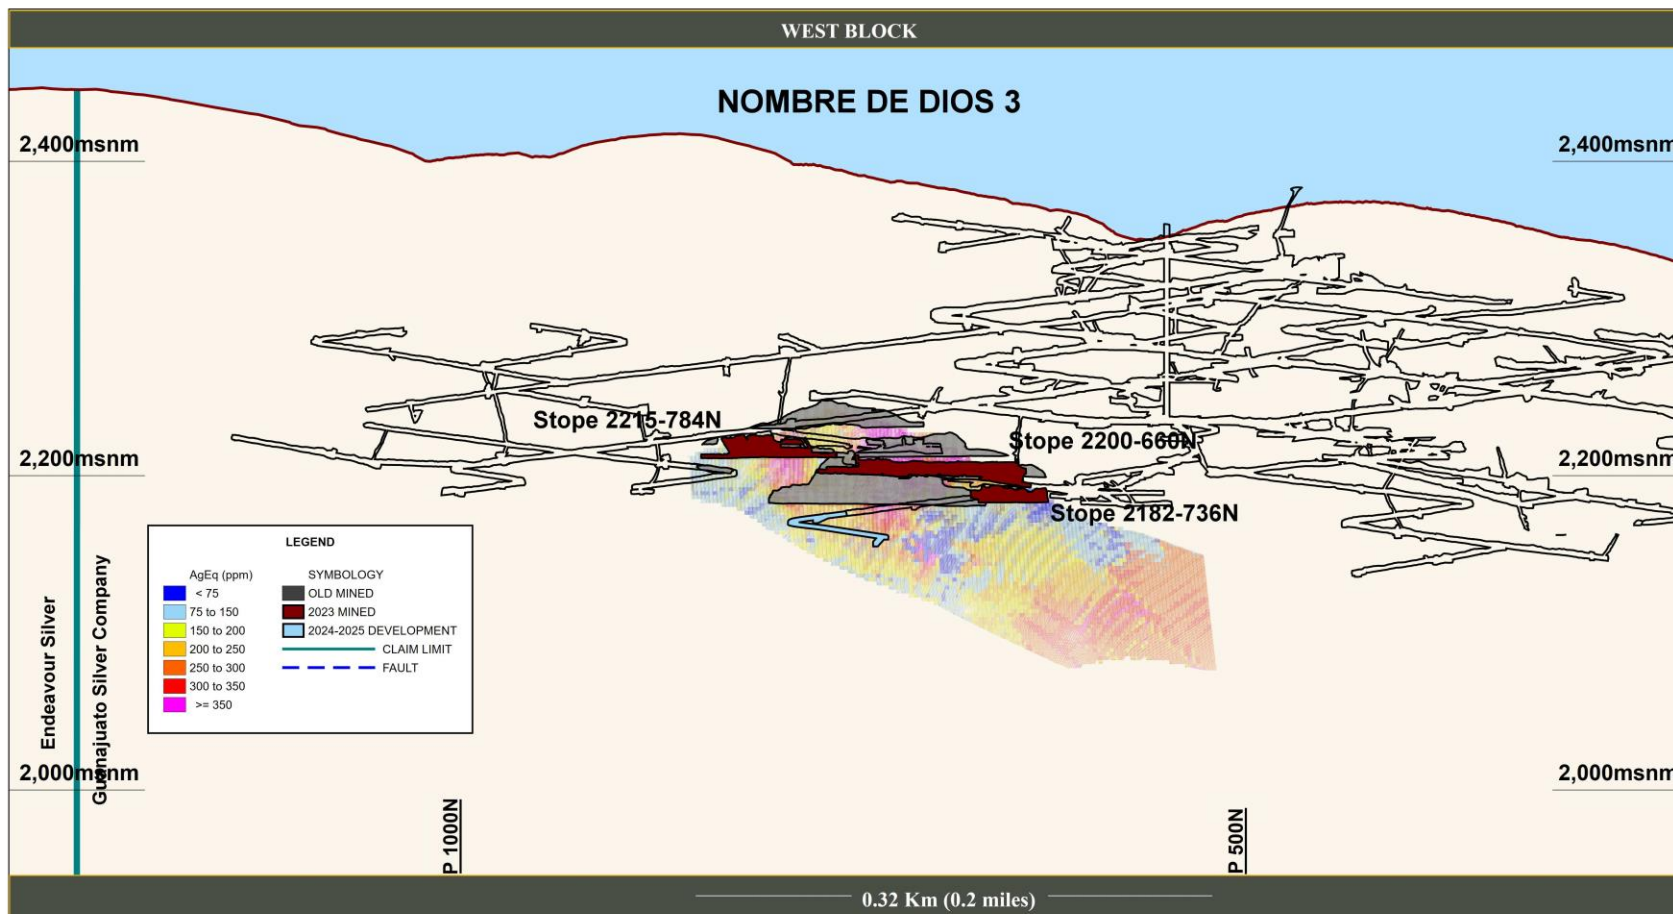 WEST BLOCK
NOMBRE DE DIOS 3
2,400msnm
2,400msnm
Stope 2215-784N
Stope 2200-660N
2,200msnm
2,200msnm
Stope 2182-736N
LEGEND
AgEq (ppm)
< 75
75 to 150
150 to 200
200 to 250
250 to 300
300 to 350
>= 350
SYMBOLOGY
OLD MINED
2023 MINED
2024-2025 DEVELOPMENT
CLAIM LIMIT
FAULT
Endeavour Silver
Guanajuato Silver Company
2,000msnm
2,000msnm
P 1000N
P 500N
0.32 Km (0.2 miles)